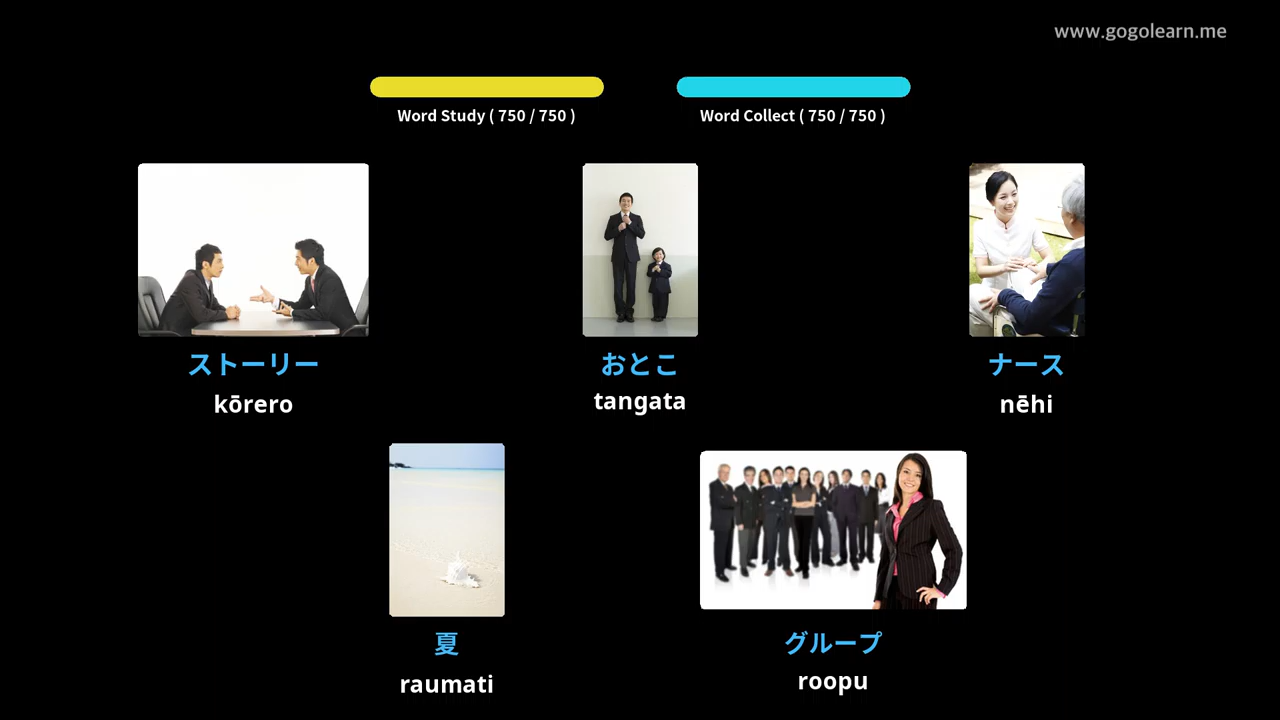 www.gogolearn.me
Word Study ( 750 / 750 )
Word Collect ( 750 / 750 )
ストーリー
kōrero
おとこ
tangata
ナース
nēhi
夏
raumati
グループ
roopu